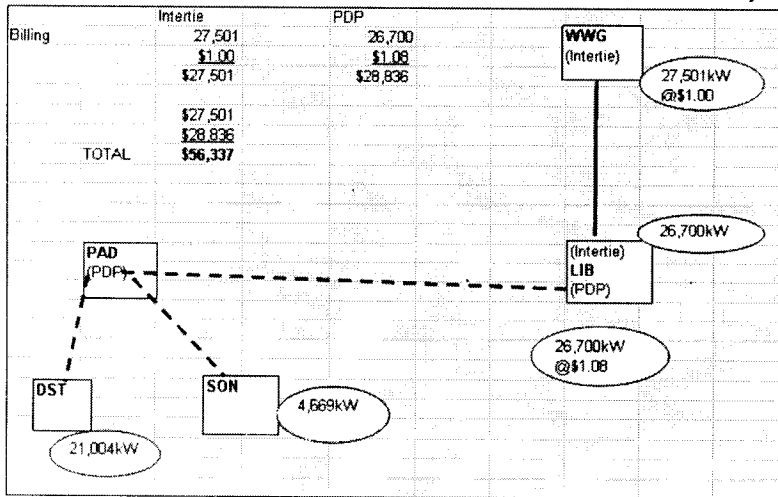 Intertie PDP
Billing 27,501 26,700
$1.00 $1.08
$27,501 $28,836
$27,501
$28,836
TOTAL $56,337
WWG
(Intertie)
27,501kW
@$1.00
26,700kW
(Intertie)
LIB
(PDP)
PAD
(PDP)
26,700kW
@$1.08
DST
SON
4,669kW
21,004kW